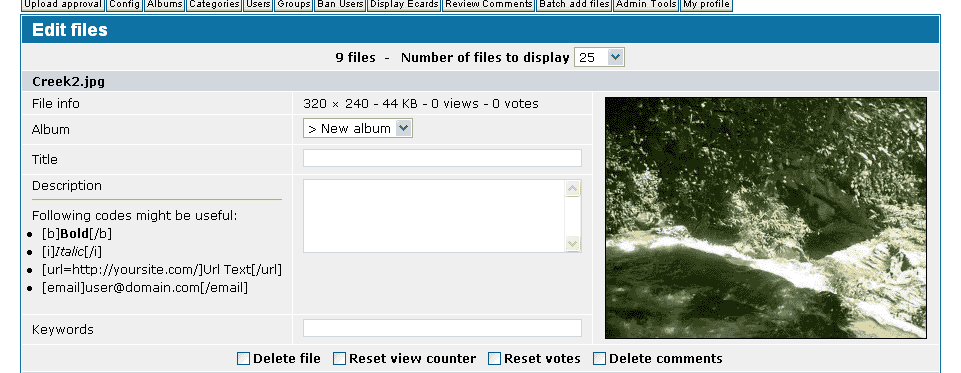 Upload approval Config Albums Categories Users Groups Ban Users Display Ecards Review Comments Batch add files Admin Tools My profile
Edit files
9 files - Number of files to display 25
Creek2.jpg
File info 320 × 240 - 44 KB - 0 views - 0 votes
Album > New album
Title
Description
Following codes might be useful:
[b]Bold[/b]
[i]Italic[/i]
[url=http://yoursite.com/]Url Text[/url]
[email]user@domain.com[/email]
Keywords
Delete file Reset view counter Reset votes Delete comments